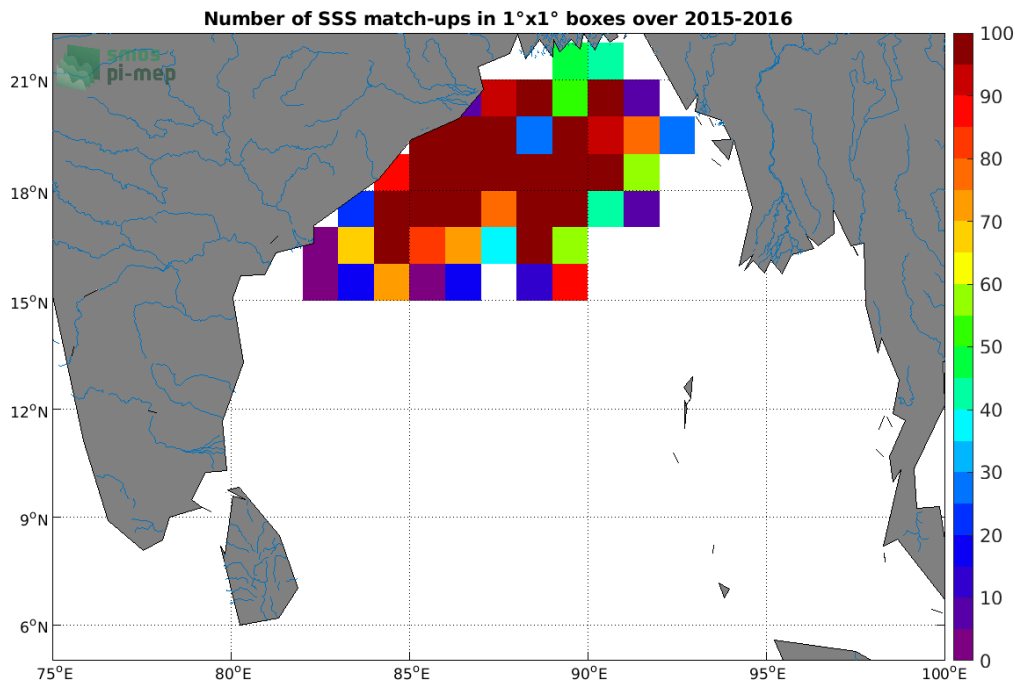 Number of SSS match-ups in 1°x1° boxes over 2015-2016
smos
pi-mep
21°N
18°N
15°N
12°N
9°N
6°N
75°E
80°E
85°E
90°E
95°E
100°E
100
90
80
70
60
50
40
30
20
10
0